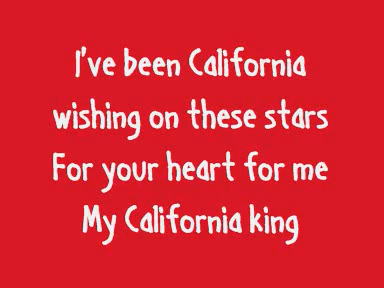 I've been California
wishing on these stars
For your heart for me
My California king